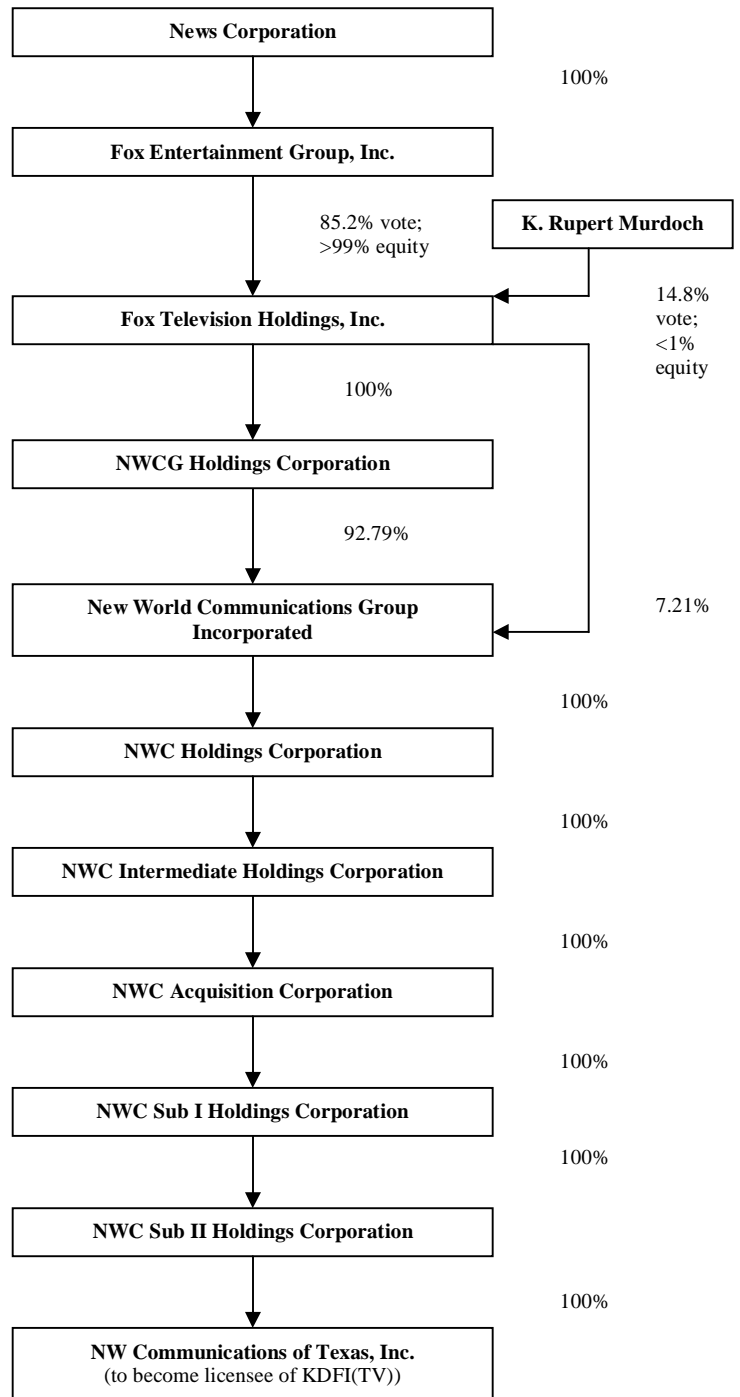 News Corporation
100%
Fox Entertainment Group, Inc.
85.2% vote;
>99% equity
K. Rupert Murdoch
14.8%
vote;
<1%
equity
Fox Television Holdings, Inc.
100%
NWCG Holdings Corporation
92.79%
New World Communications Group
Incorporated
7.21%
100%
NWC Holdings Corporation
100%
NWC Intermediate Holdings Corporation
100%
NWC Acquisition Corporation
100%
NWC Sub I Holdings Corporation
100%
NWC Sub II Holdings Corporation
100%
NW Communications of Texas, Inc.
(to become licensee of KDFI(TV))